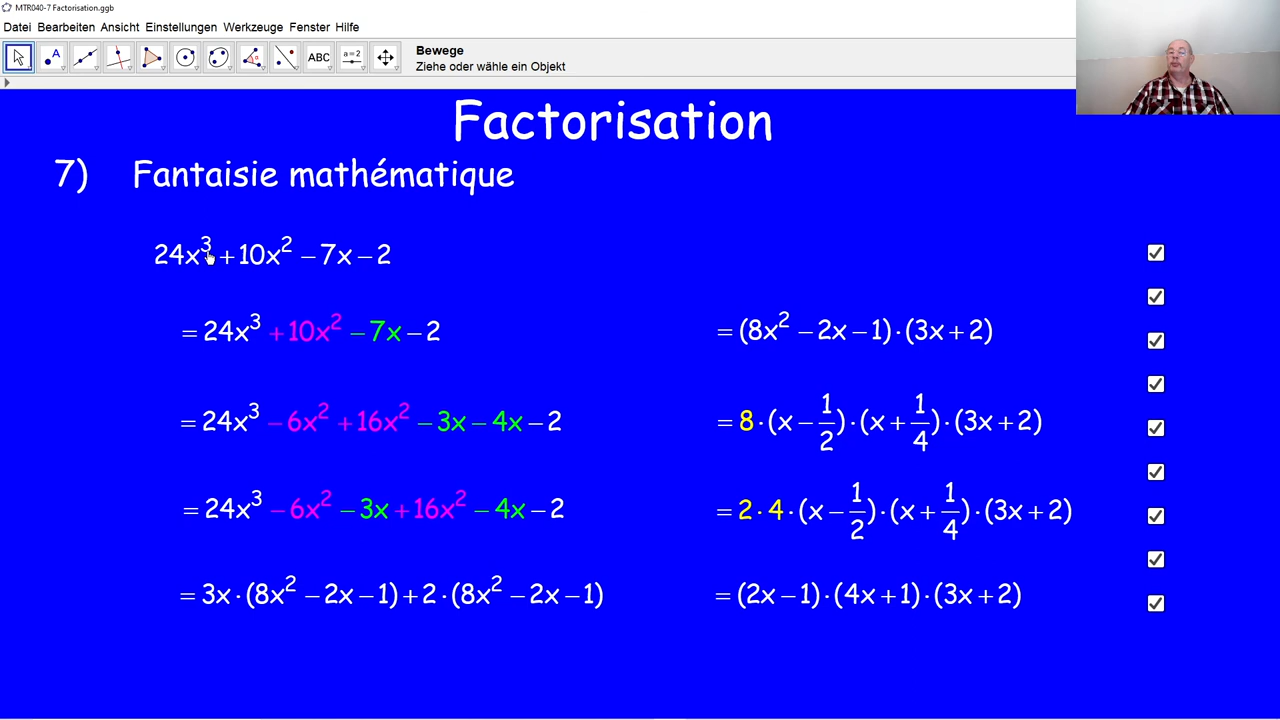 MTR040-7 Factorisation.ggb
Datei Bearbeiten Ansicht Einstellungen Werkzeuge Fenster Hilfe
A ABC a=2
Bewege
Ziehe oder wähle ein Objekt
Factorisation
7) Fantaisie mathématique
24x³ + 10x² − 7x − 2
= 24x³ + 10x² − 7x − 2
= 24x³ − 6x² + 16x² − 3x − 4x − 2
= 24x³ − 6x² − 3x + 16x² − 4x − 2
= 3x · (8x² − 2x − 1) + 2 · (8x² − 2x − 1)
= (8x² − 2x − 1) · (3x + 2)
= 8 · (x − 1/2) · (x + 1/4) · (3x + 2)
= 2 · 4 · (x − 1/2) · (x + 1/4) · (3x + 2)
= (2x − 1) · (4x + 1) · (3x + 2)